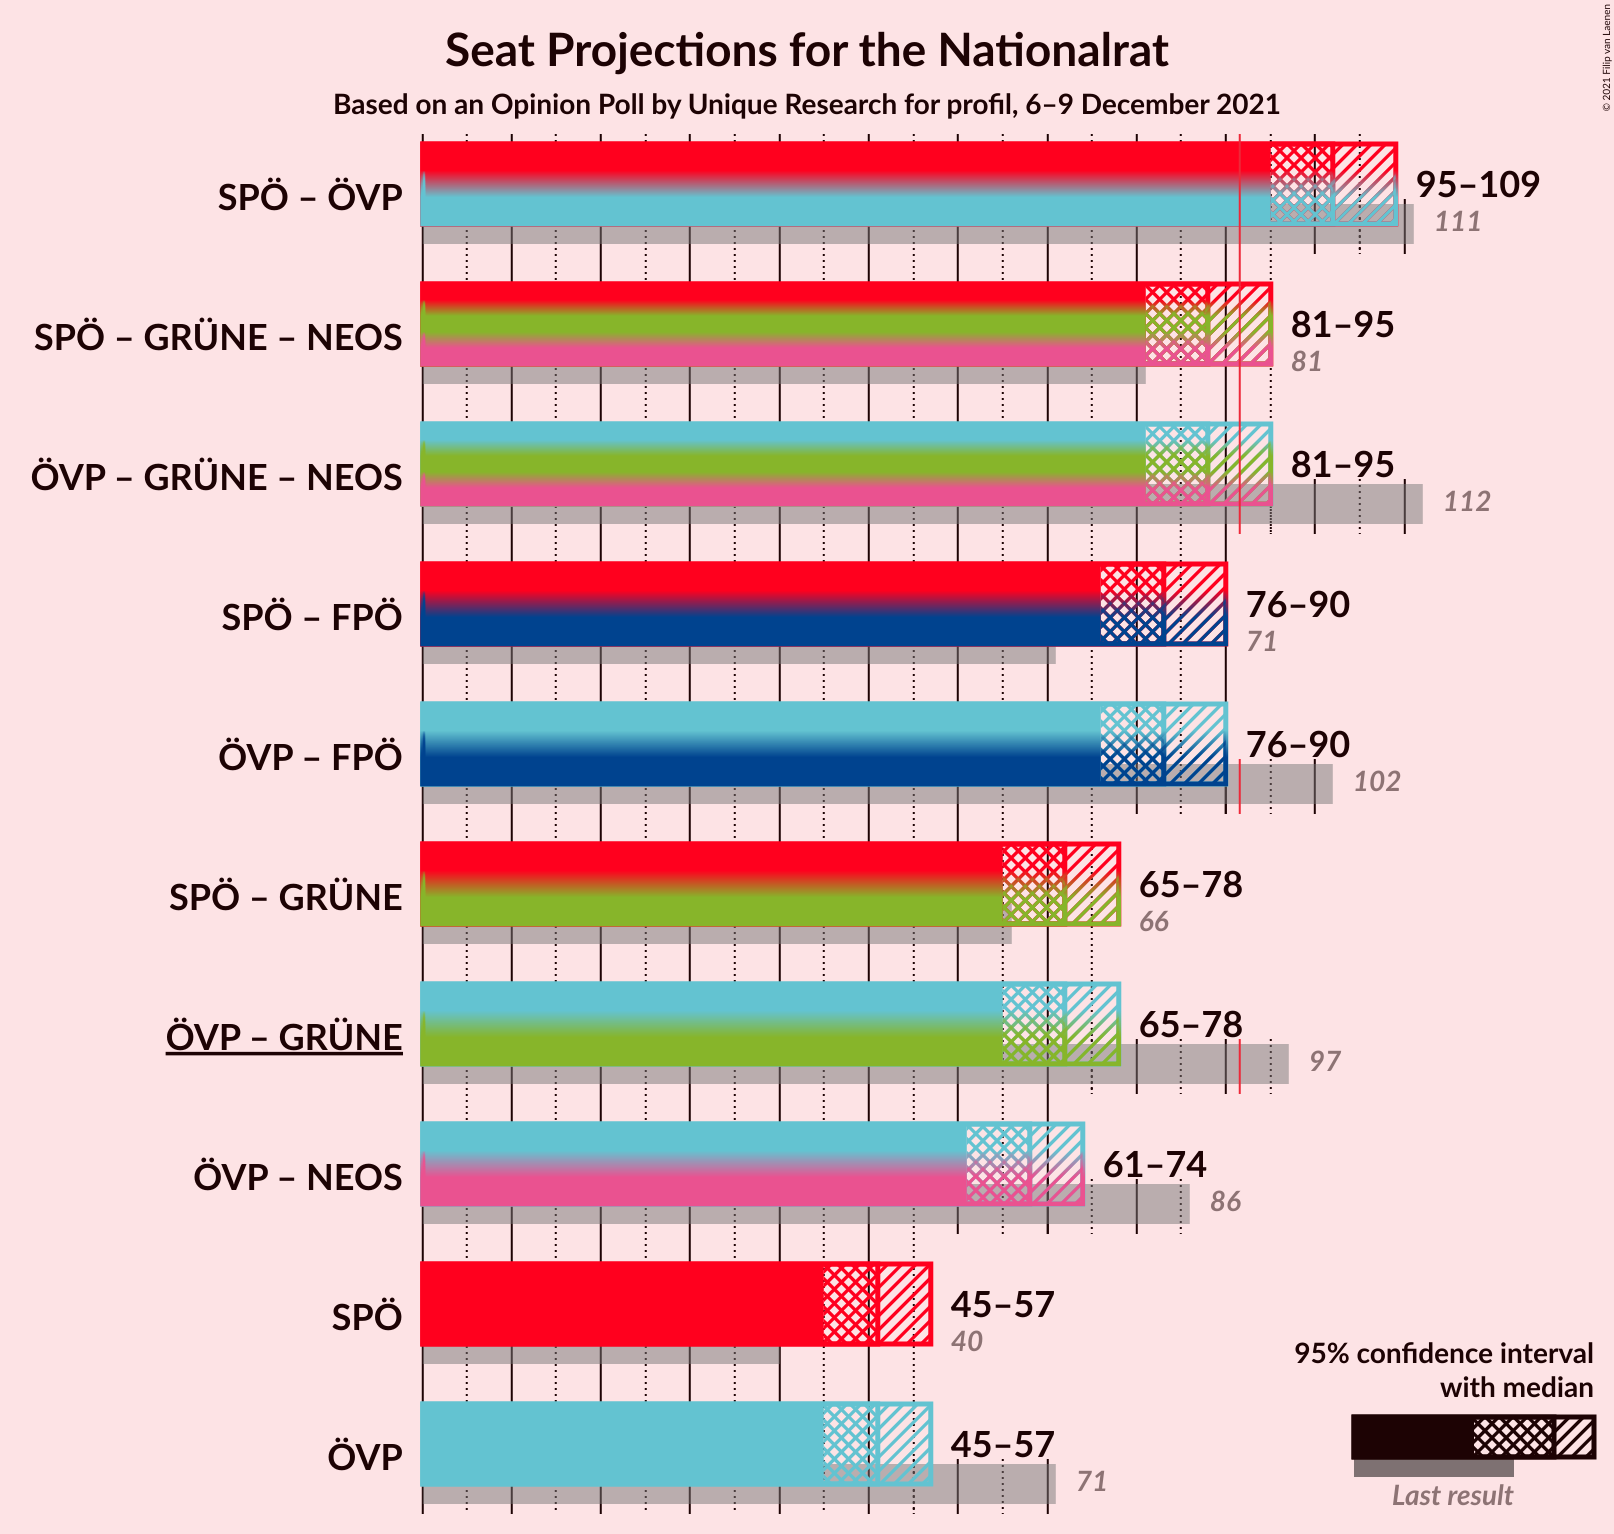 Seat Projections for the Nationalrat
Based on an Opinion Poll by Unique Research for profil, 6–9 December 2021
© 2021 Filip van Laenen
SPÖ – ÖVP
95–109
111
SPÖ – GRÜNE – NEOS
81–95
81
ÖVP – GRÜNE – NEOS
81–95
112
SPÖ – FPÖ
76–90
71
ÖVP – FPÖ
76–90
102
SPÖ – GRÜNE
65–78
66
ÖVP – GRÜNE
65–78
97
ÖVP – NEOS
61–74
86
SPÖ
45–57
40
ÖVP
45–57
71
95% confidence interval
with median
Last result